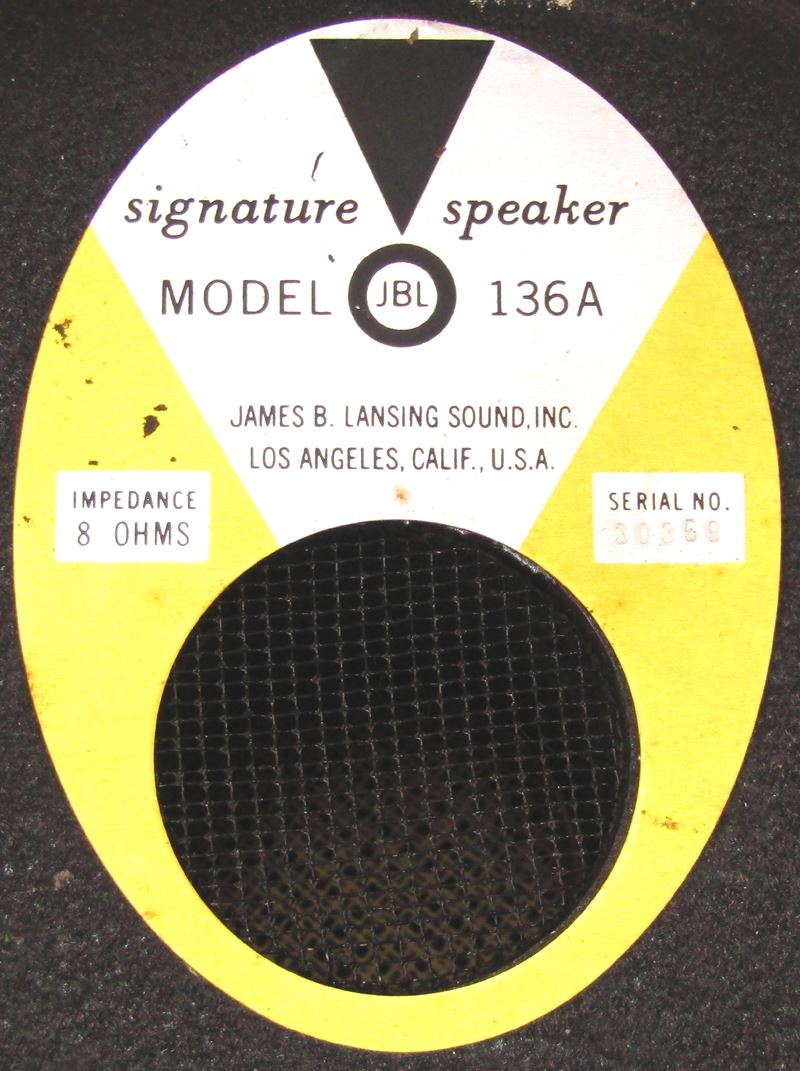 signature speaker
MODEL JBL 136A
JAMES B. LANSING SOUND, INC.
LOS ANGELES, CALIF., U.S.A.
IMPEDANCE
8 OHMS
SERIAL NO.